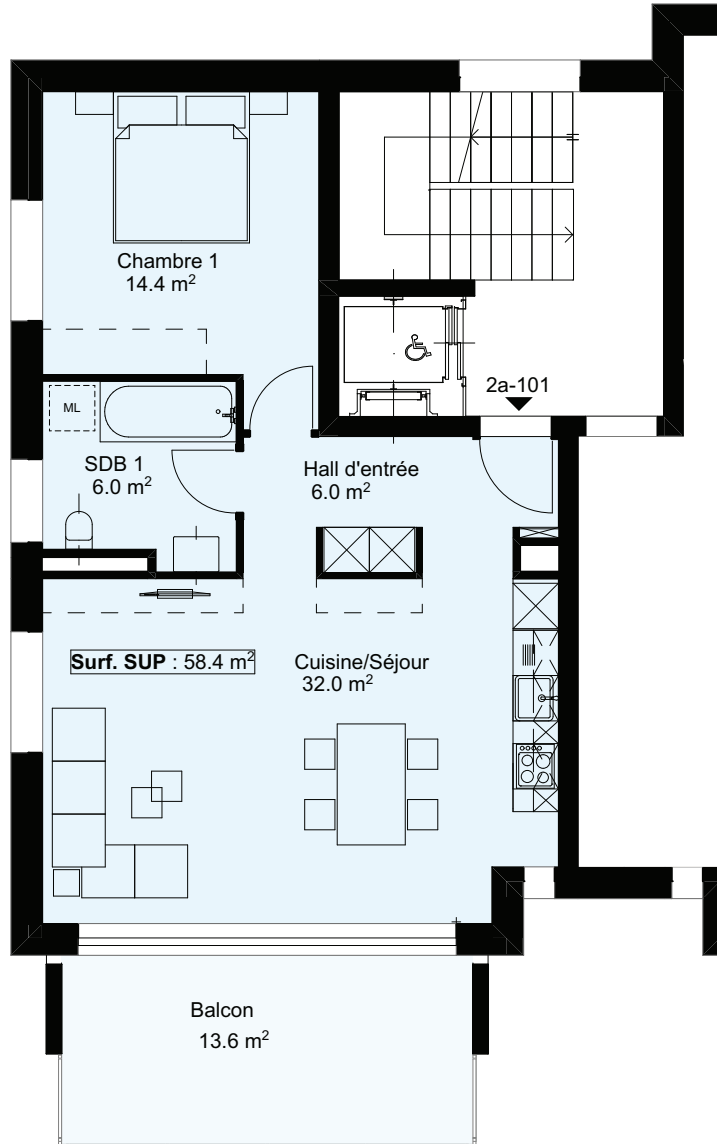 Chambre 1
14.4 m²
2a-101
ML
SDB 1
6.0 m²
Hall d'entrée
6.0 m²
Surf. SUP : 58.4 m²
Cuisine/Séjour
32.0 m²
Balcon
13.6 m²